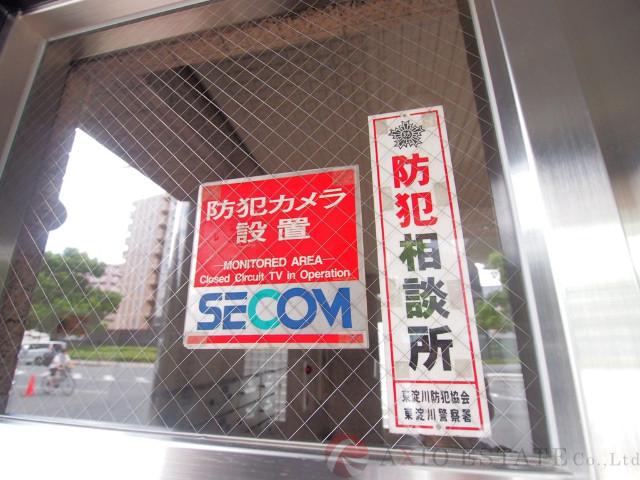 防犯カメラ
設置
—MONITORED AREA—
Closed Circuit TV in Operation
SECOM
防犯相談所
東淀川防犯協会
東淀川警察署
AXIO ESTATE Co.,Ltd